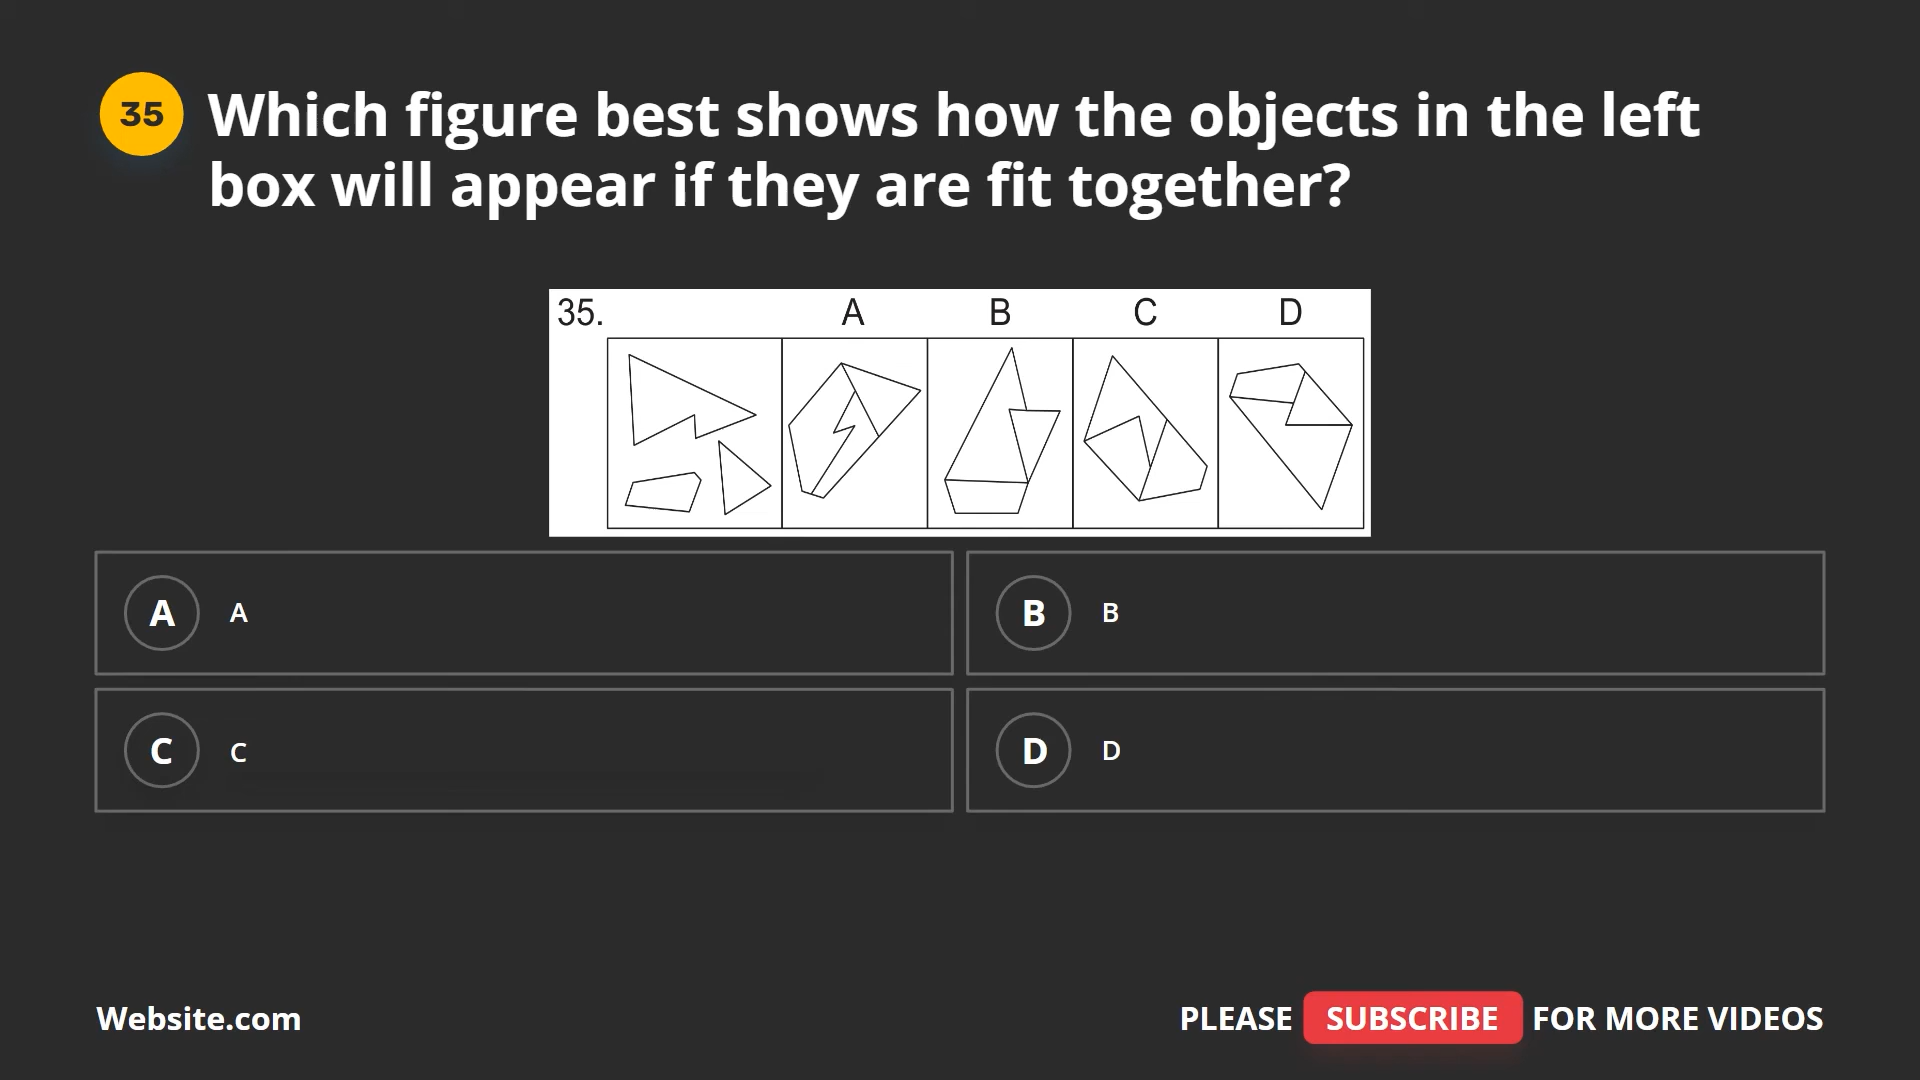 35 Which figure best shows how the objects in the left
box will appear if they are fit together?
35. A B C D
A A
B B
C C
D D
Website.com
PLEASE SUBSCRIBE FOR MORE VIDEOS